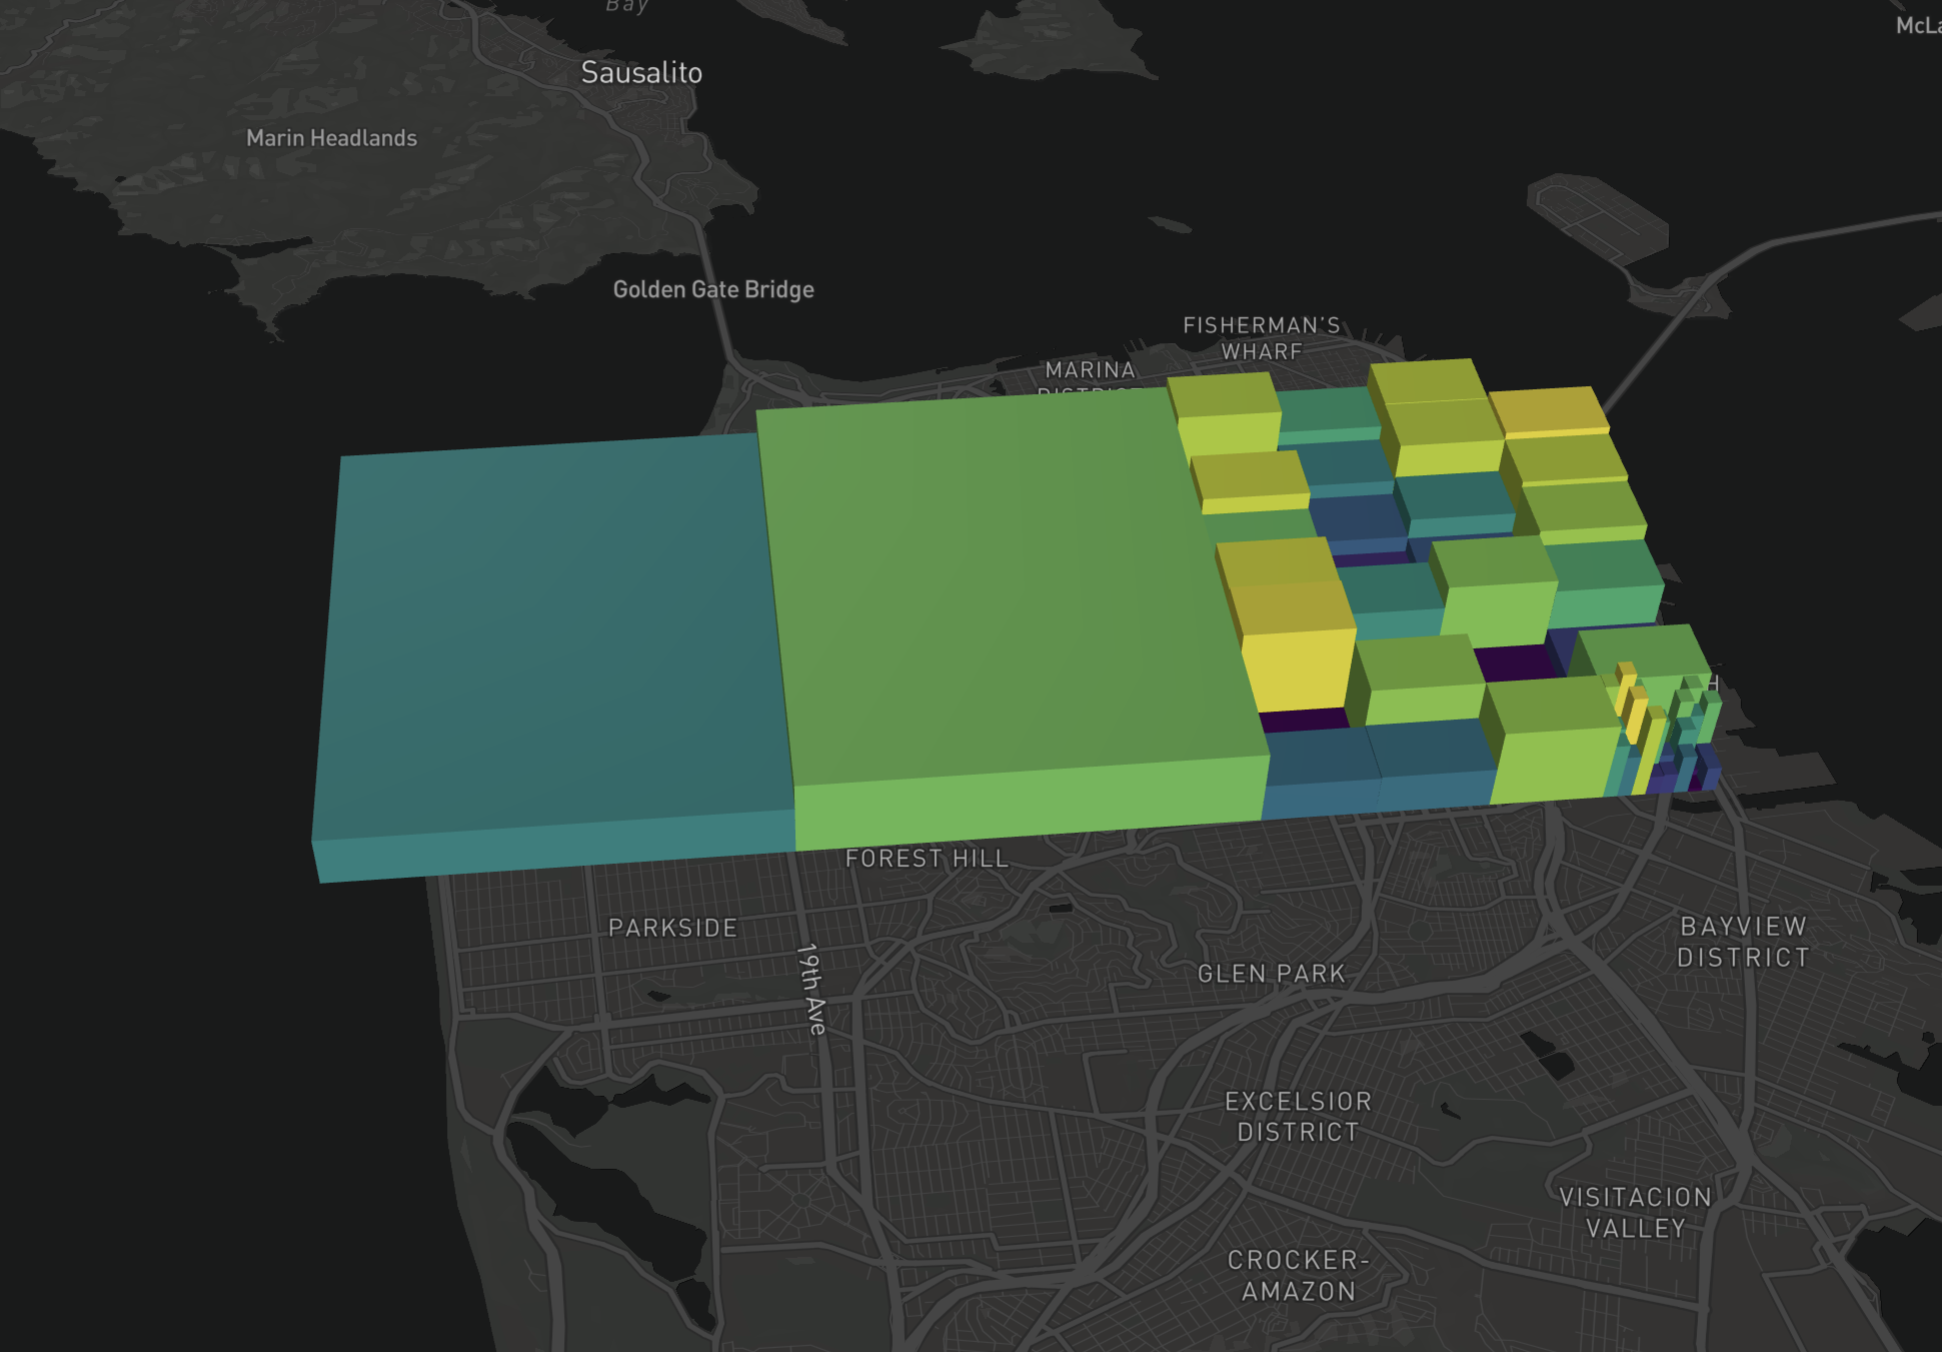 Bay
McLa
Sausalito
Marin Headlands
Golden Gate Bridge
FISHERMAN'S
WHARF
MARINA
DISTRICT
H
FOREST HILL
PARKSIDE
19th Ave
GLEN PARK
BAYVIEW
DISTRICT
EXCELSIOR
DISTRICT
VISITACION
VALLEY
CROCKER-
AMAZON